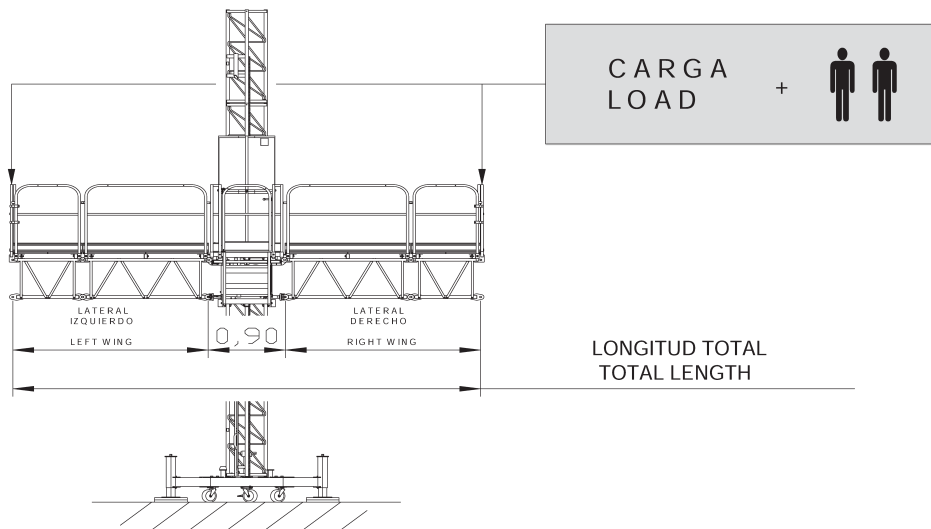 CARGA
LOAD
+
LATERAL
IZQUIERDO
LEFT WING
0,90
LATERAL
DERECHO
RIGHT WING
LONGITUD TOTAL
TOTAL LENGTH